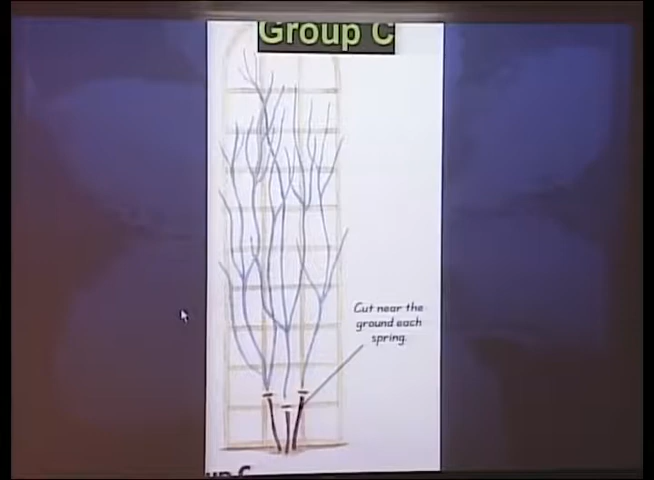 Group C
Cut near the
ground each
spring.